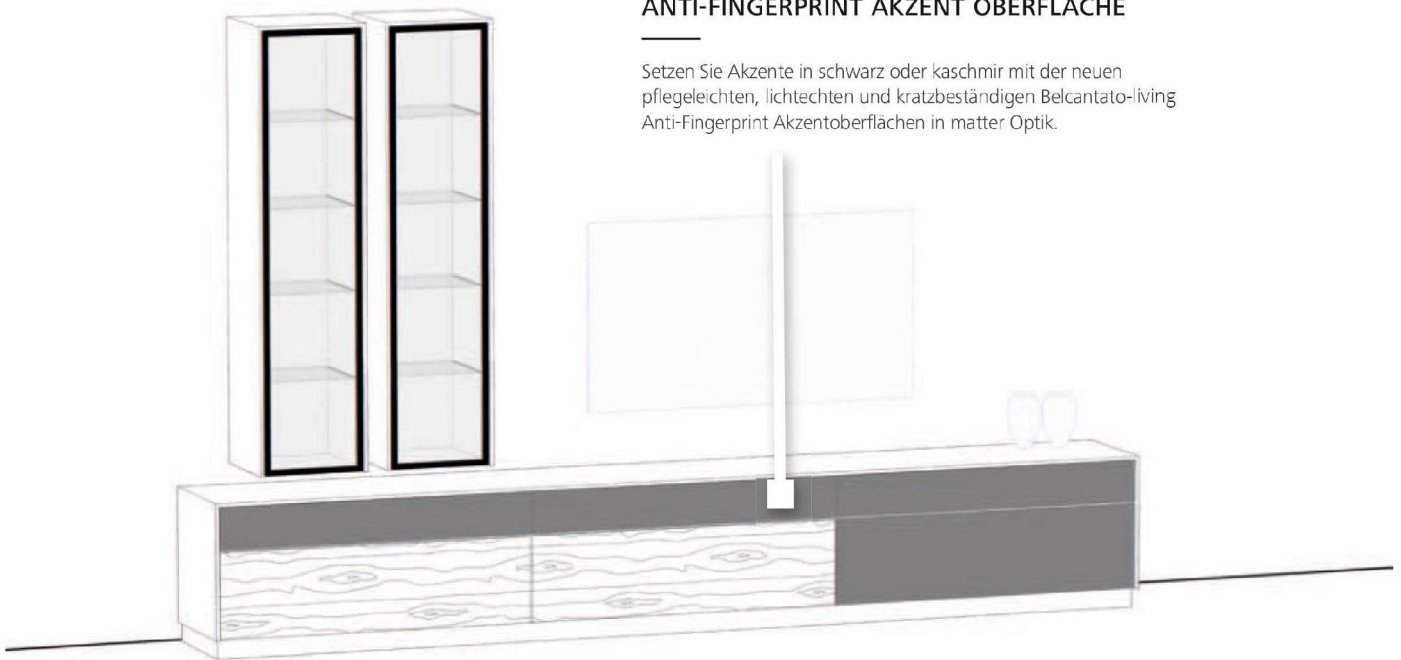 ANTI-FINGERPRINT AKZENT OBERFLÄCHE
Setzen Sie Akzente in schwarz oder kaschmir mit der neuen
pflegeleichten, lichtechten und kratzbeständigen Belcantato-living
Anti-Fingerprint Akzentoberflächen in matter Optik.